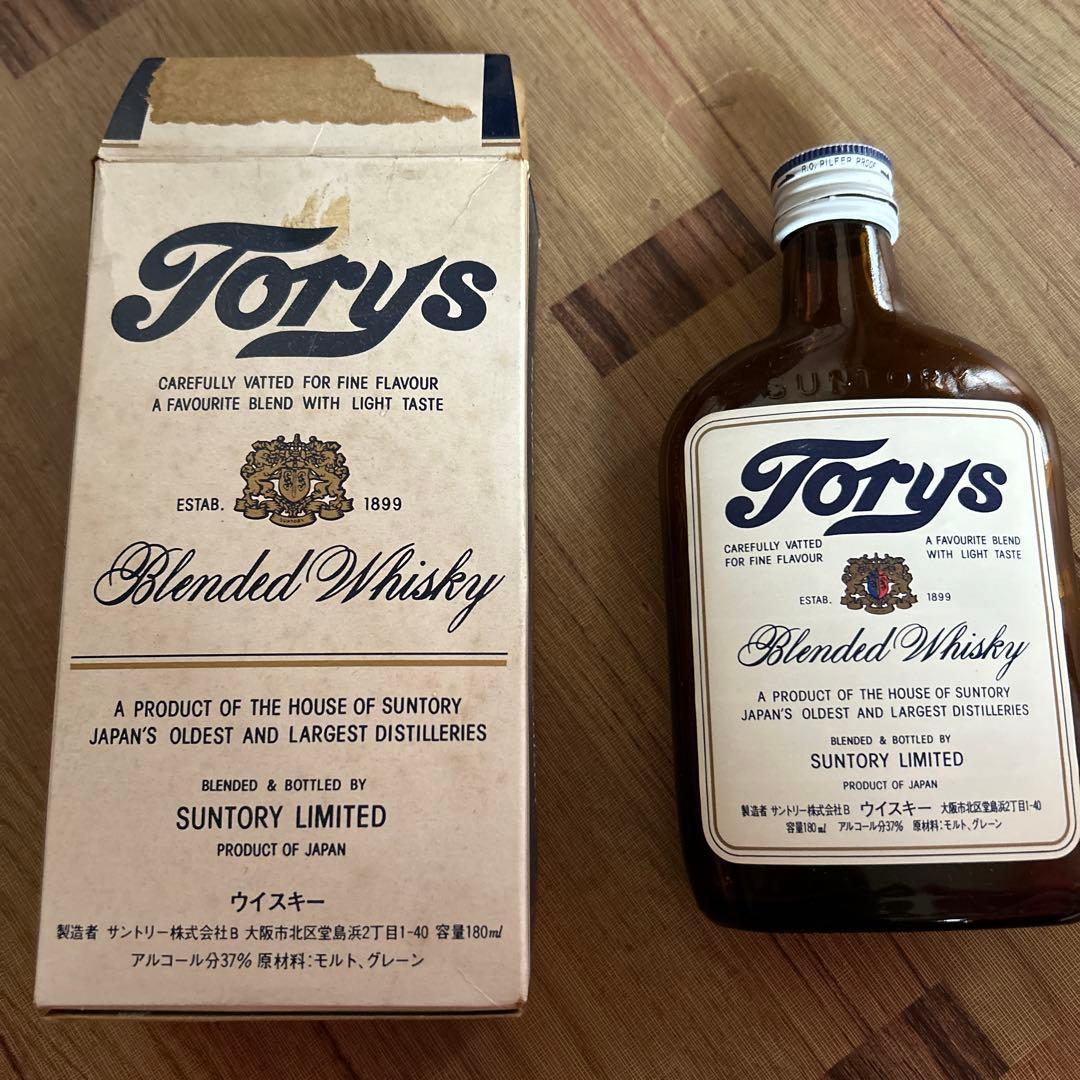 Torys
CAREFULLY VATTED FOR FINE FLAVOUR
A FAVOURITE BLEND WITH LIGHT TASTE
ESTAB. 1899
SUNTORY
Blended Whisky
A PRODUCT OF THE HOUSE OF SUNTORY
JAPAN'S OLDEST AND LARGEST DISTILLERIES
BLENDED & BOTTLED BY
SUNTORY LIMITED
PRODUCT OF JAPAN
ウイスキー
製造者 サントリー株式会社B 大阪市北区堂島浜2丁目1-40 容量180ml
アルコール分37% 原材料:モルト、グレーン
R.O. PILFER PROOF
SUNTORY
Torys
CAREFULLY VATTED
FOR FINE FLAVOUR
A FAVOURITE BLEND
WITH LIGHT TASTE
ESTAB. 1899
Blended Whisky
A PRODUCT OF THE HOUSE OF SUNTORY
JAPAN'S OLDEST AND LARGEST DISTILLERIES
BLENDED & BOTTLED BY
SUNTORY LIMITED
PRODUCT OF JAPAN
製造者 サントリー株式会社B ウイスキー 大阪市北区堂島浜2丁目1-40
容量180ml アルコール分37% 原材料:モルト、グレーン